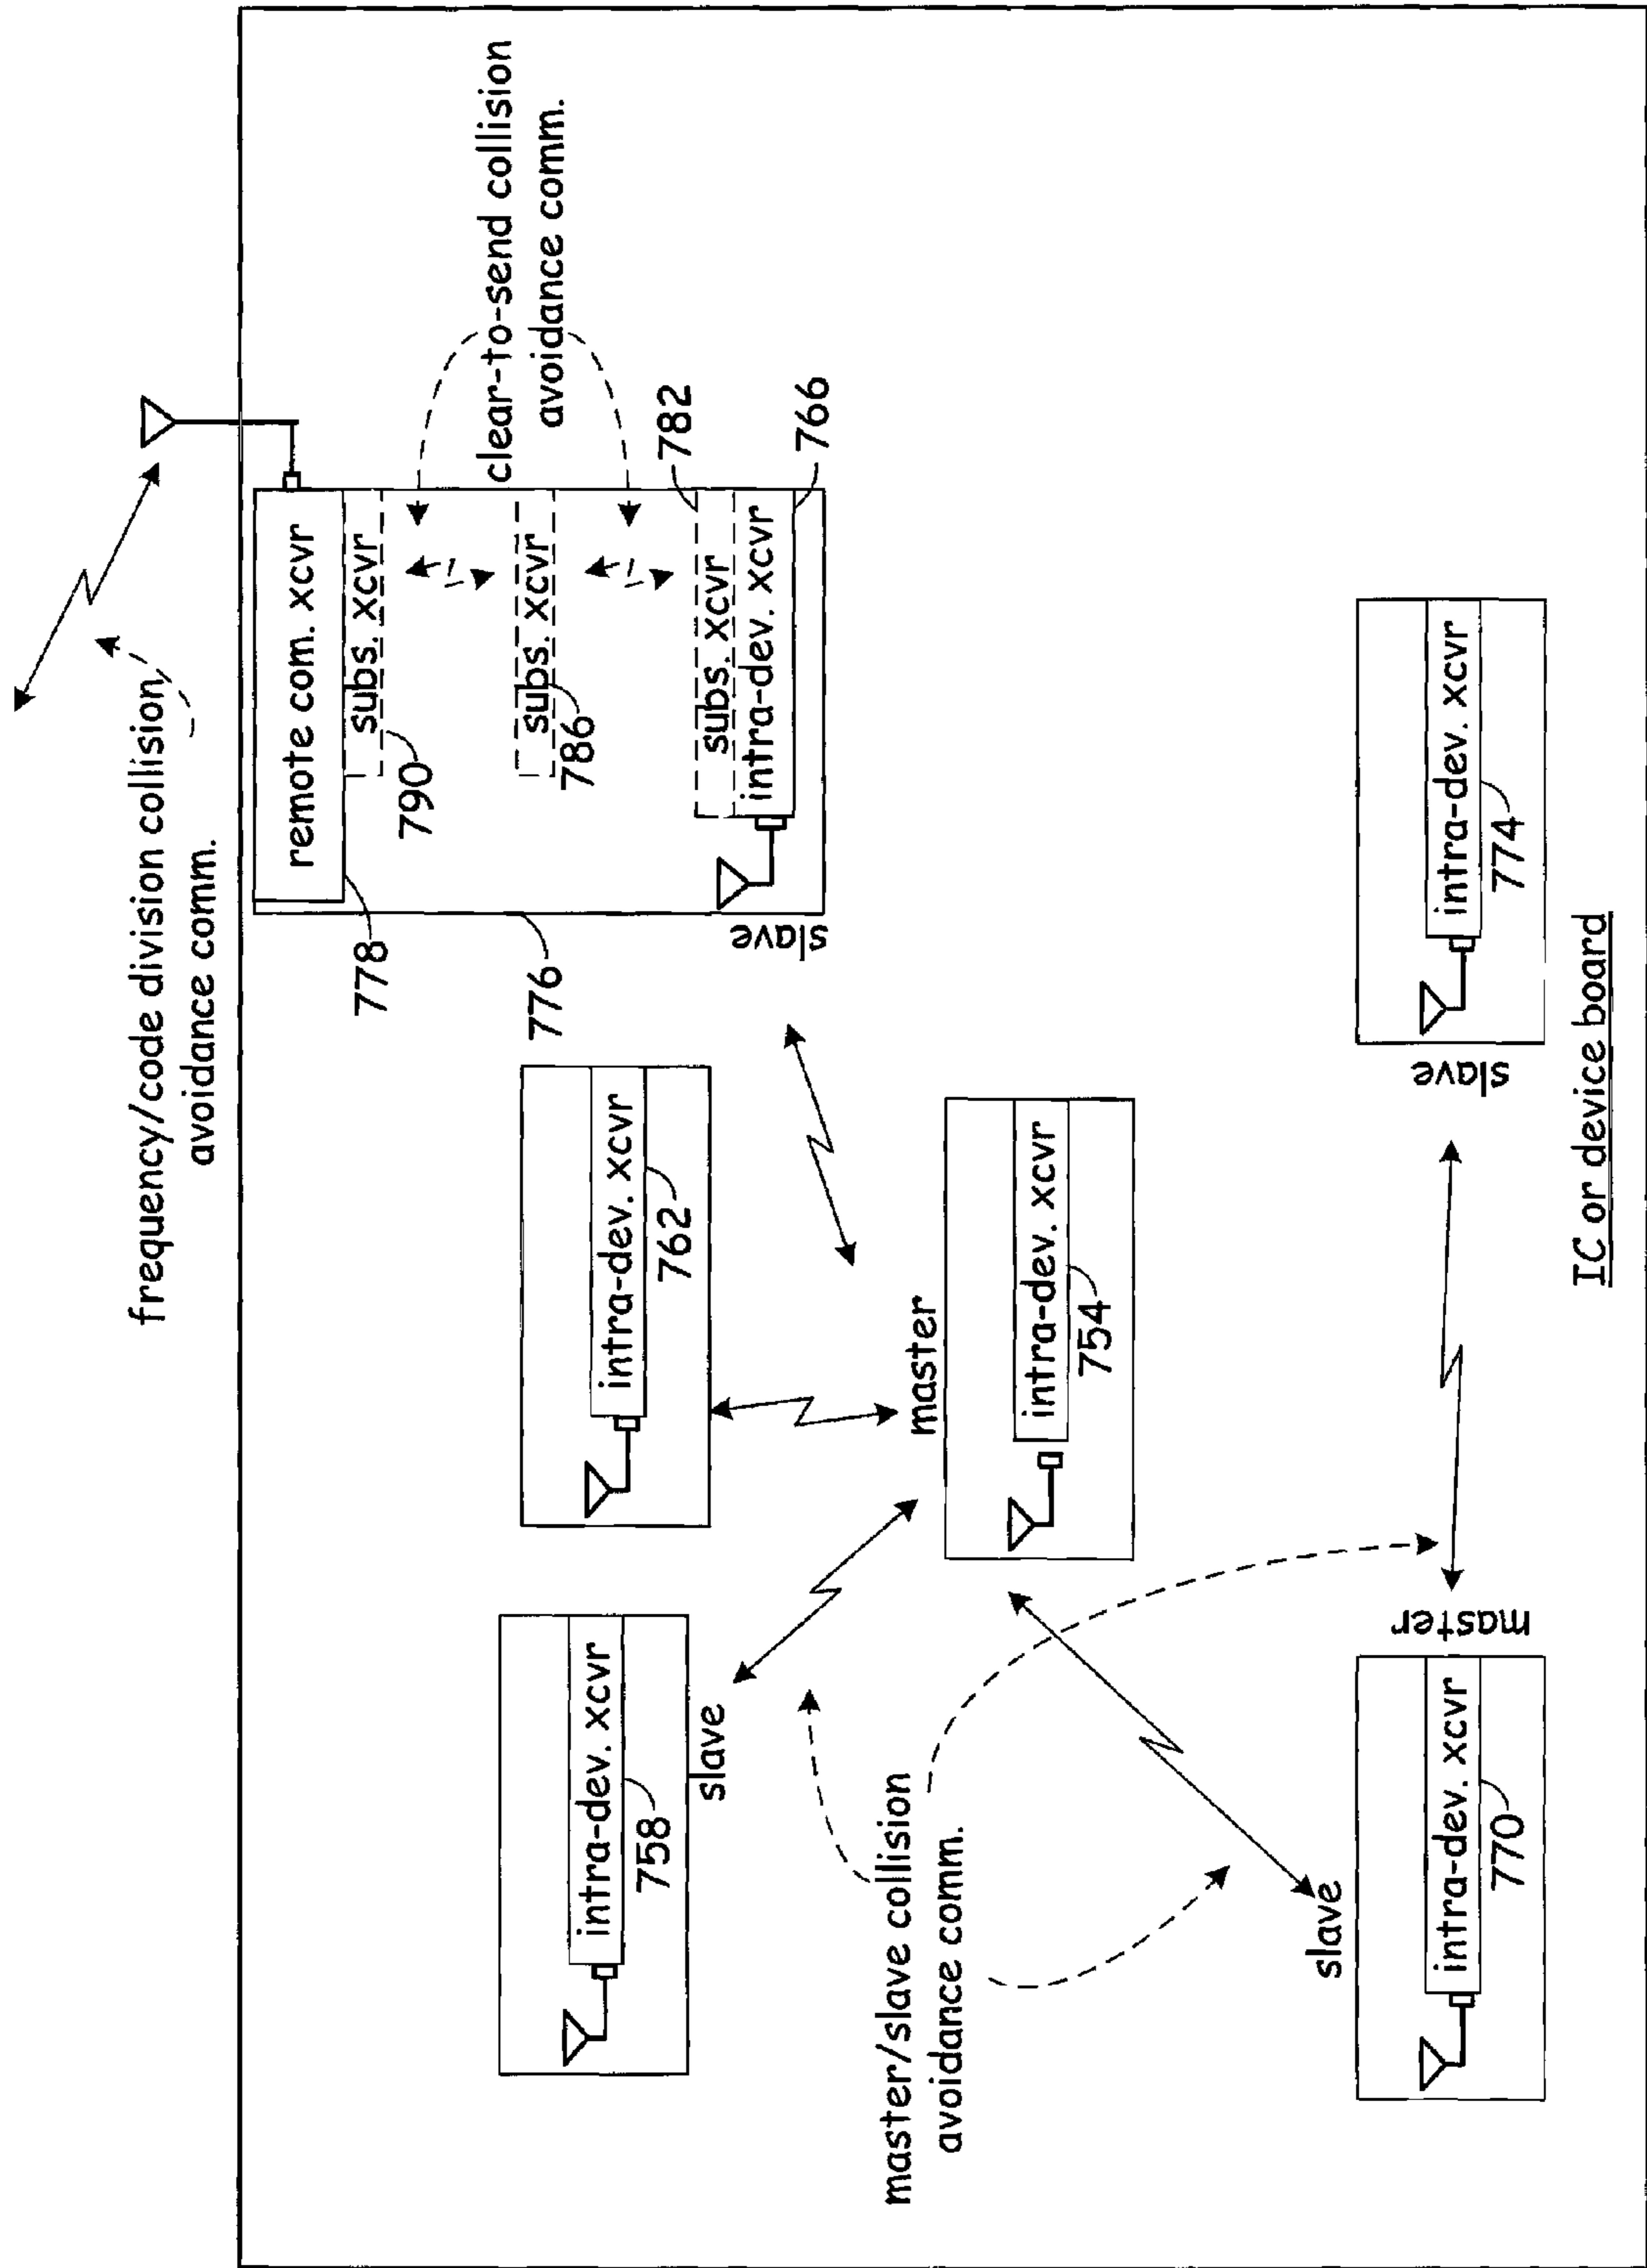 frequency/code division collision
avoidance comm.
remote com. xcvr
subs. xcvr
778
790
clear-to-send collision
avoidance comm.
776
subs. xcvr
786
subs. xcvr
782
intra-dev. xcvr
766
slave
intra-dev. xcvr
762
intra-dev. xcvr
758
slave
master
intra-dev. xcvr
754
master/slave collision
avoidance comm.
slave
master
intra-dev. xcvr
770
slave
intra-dev. xcvr
774
IC or device board